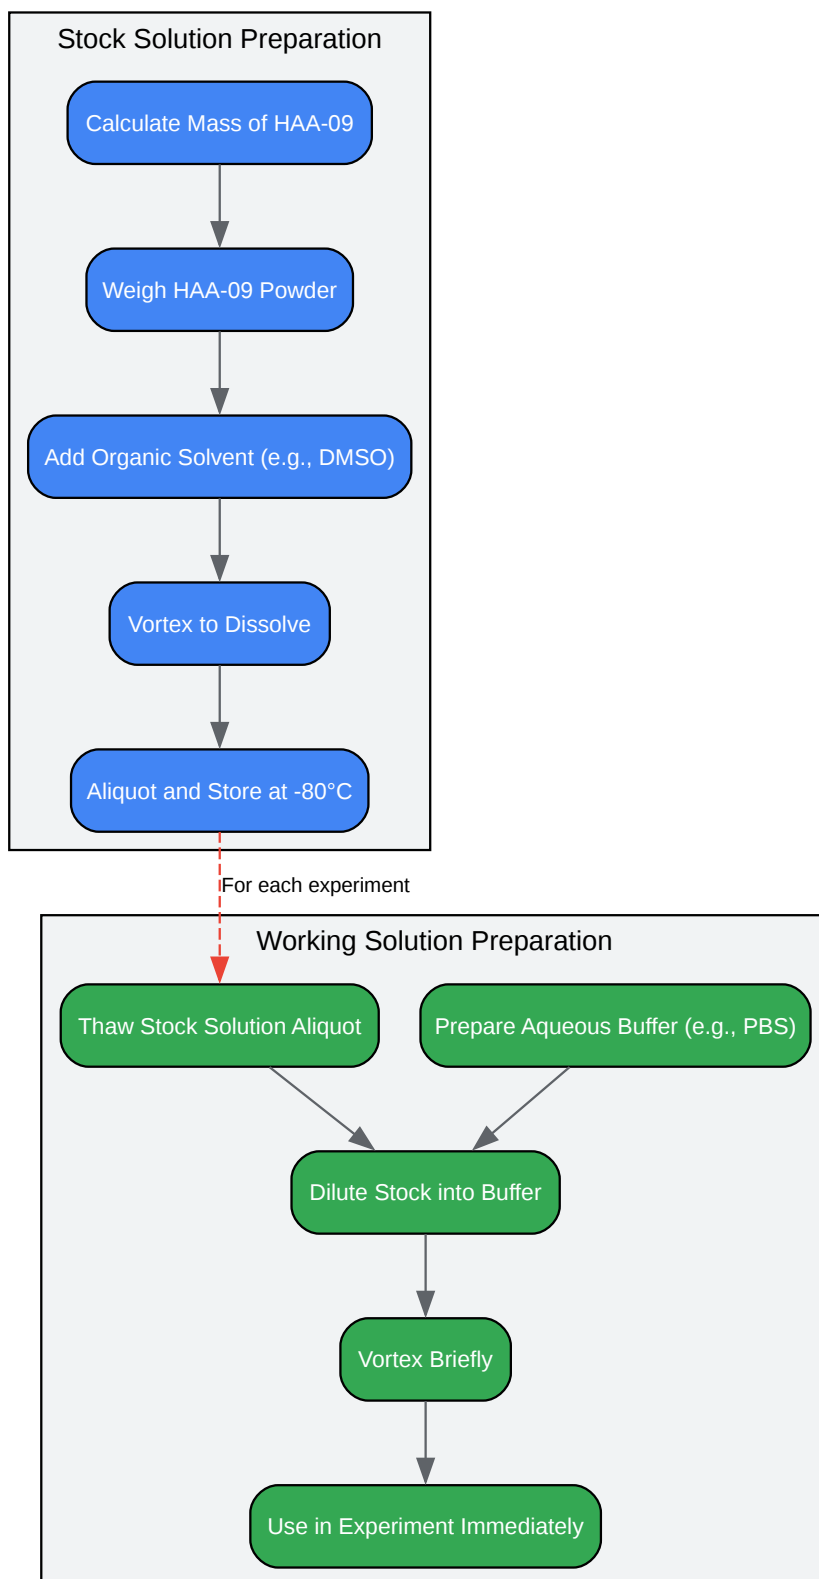 Stock Solution Preparation
Calculate Mass of HAA-09
Weigh HAA-09 Powder
Add Organic Solvent (e.g., DMSO)
Vortex to Dissolve
Aliquot and Store at -80°C
For each experiment
Working Solution Preparation
Thaw Stock Solution Aliquot
Prepare Aqueous Buffer (e.g., PBS)
Dilute Stock into Buffer
Vortex Briefly
Use in Experiment Immediately